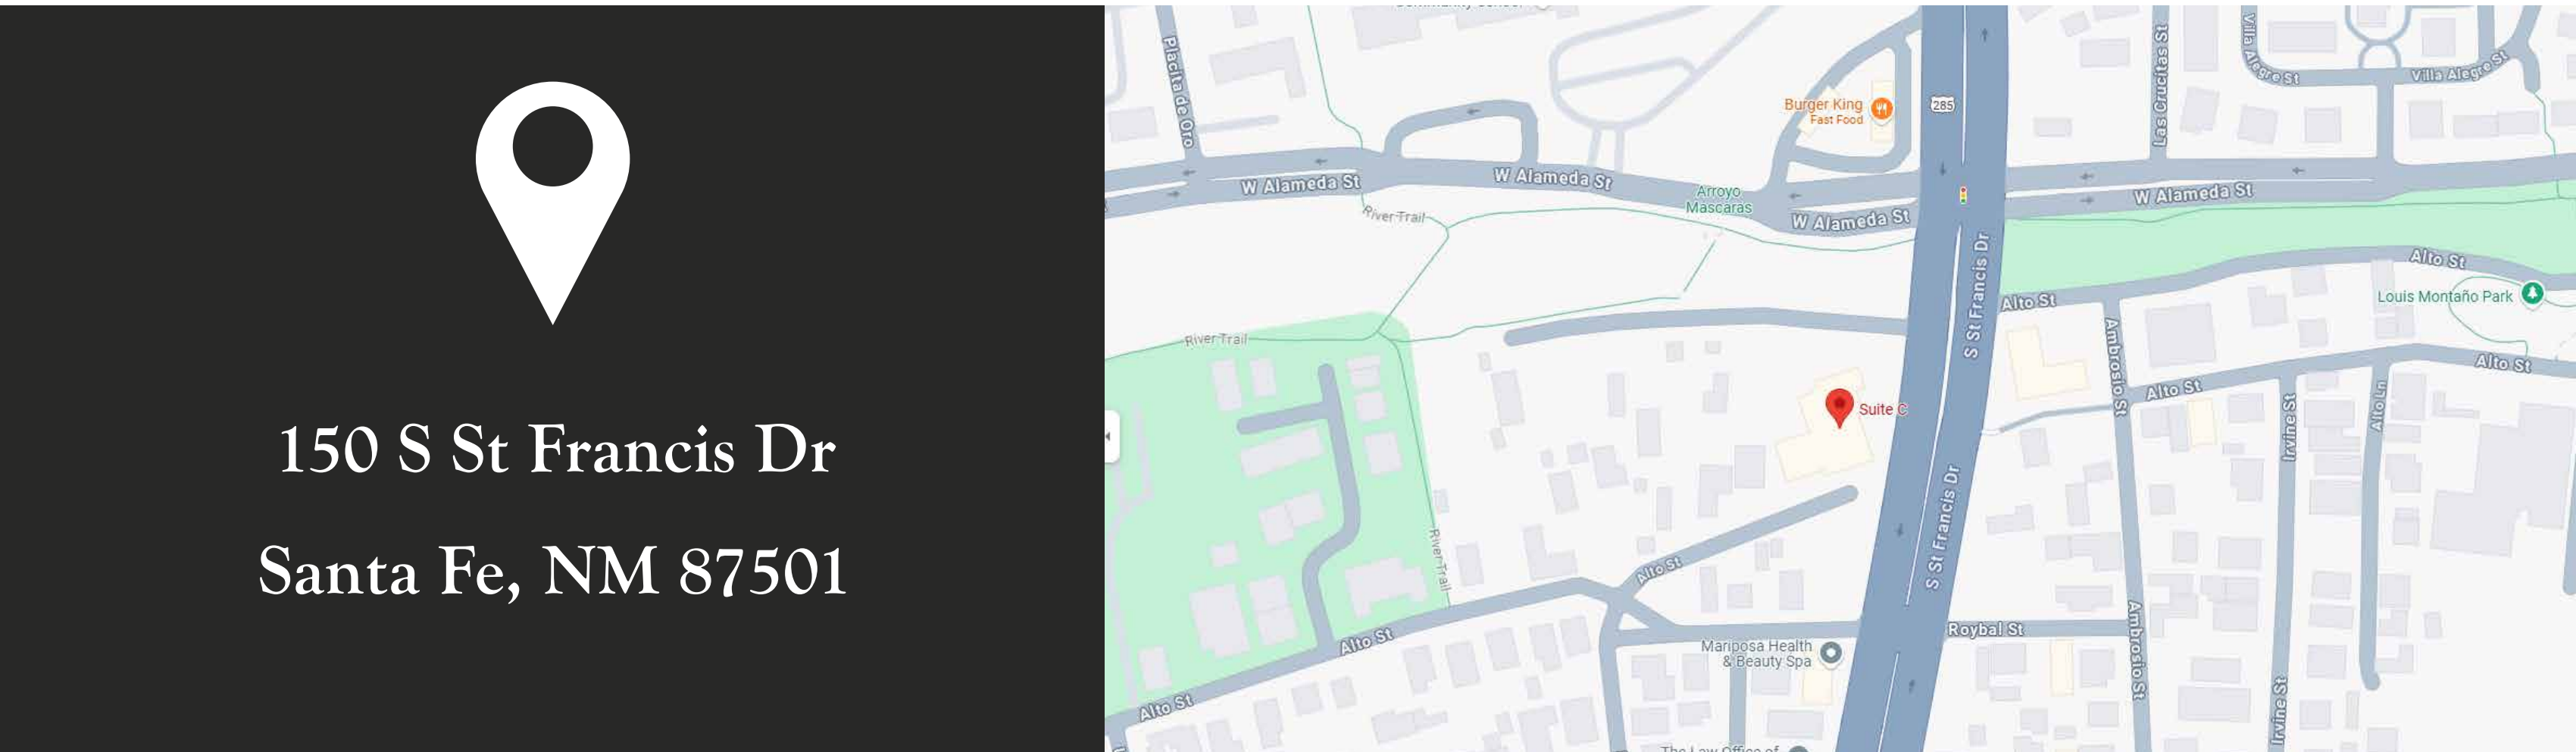 150 S St Francis Dr
Santa Fe, NM 87501
Placita de Oro
Burger King
Fast Food
285
Las Crucitas St
Villa Alegre St
Villa Alegre St
W Alameda St
W Alameda St
Arroyo
Mascaras
W Alameda St
W Alameda St
River Trail
S St Francis Dr
Alto St
Alto St
Louis Montaño Park
River Trail
Ambrosio St
Alto St
Alto St
Suite C
Irvine St
Alto Ln
S St Francis Dr
River Trail
Alto St
Alto St
Roybal St
Mariposa Health
& Beauty Spa
Ambrosio St
Alto St
Irvine St
The Law Office of